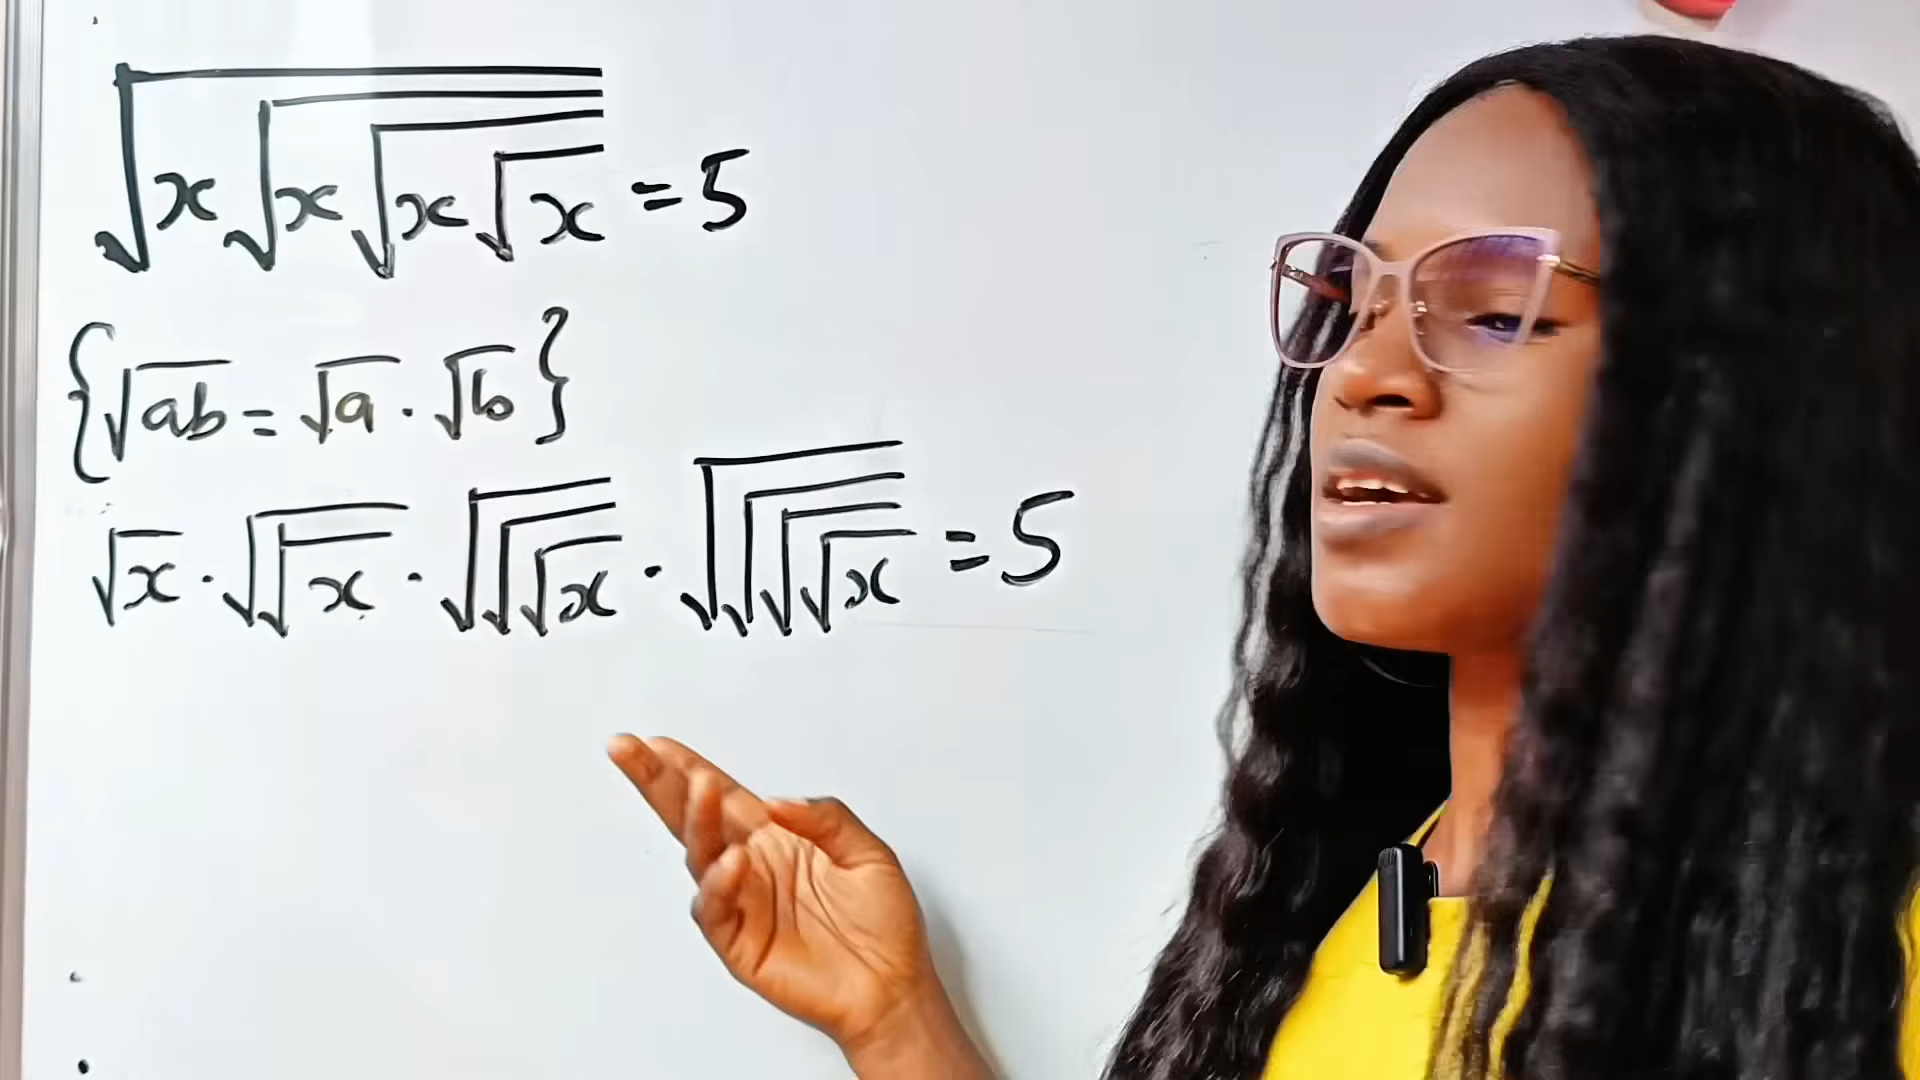 √(x√(x√(x√x))) = 5
{√ab = √a · √b}
√x · √√x · √√√x · √√√√x = 5